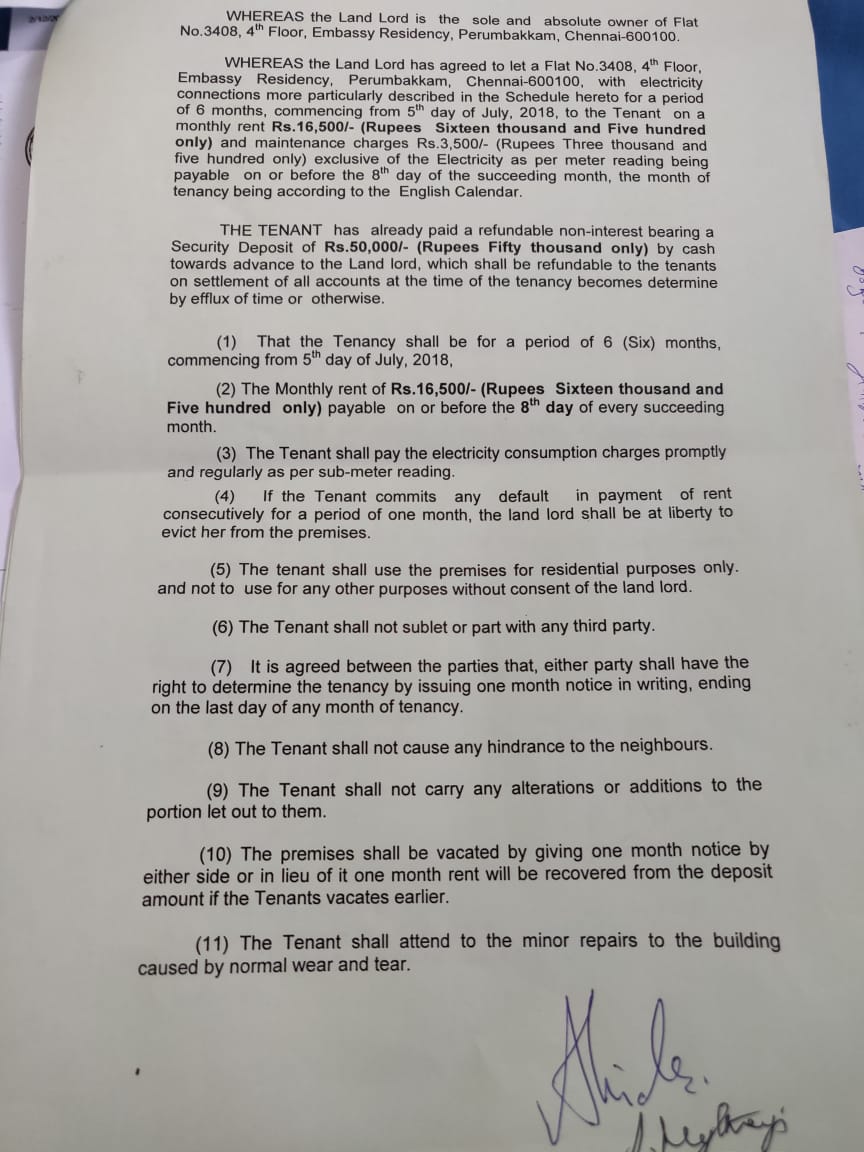 WHEREAS the Land Lord is the sole and absolute owner of Flat
No.3408, 4th Floor, Embassy Residency, Perumbakkam, Chennai-600100.
WHEREAS the Land Lord has agreed to let a Flat No.3408, 4th Floor,
Embassy Residency, Perumbakkam, Chennai-600100, with electricity
connections more particularly described in the Schedule hereto for a period
of 6 months, commencing from 5th day of July, 2018, to the Tenant on a
monthly rent Rs.16,500/- (Rupees Sixteen thousand and Five hundred
only) and maintenance charges Rs.3,500/- (Rupees Three thousand and
five hundred only) exclusive of the Electricity as per meter reading being
payable on or before the 8th day of the succeeding month, the month of
tenancy being according to the English Calendar.
THE TENANT has already paid a refundable non-interest bearing a
Security Deposit of Rs.50,000/- (Rupees Fifty thousand only) by cash
towards advance to the Land lord, which shall be refundable to the tenants
on settlement of all accounts at the time of the tenancy becomes determine
by efflux of time or otherwise.
(1) That the Tenancy shall be for a period of 6 (Six) months,
commencing from 5th day of July, 2018,
(2) The Monthly rent of Rs.16,500/- (Rupees Sixteen thousand and
Five hundred only) payable on or before the 8th day of every succeeding
month.
(3) The Tenant shall pay the electricity consumption charges promptly
and regularly as per sub-meter reading.
(4) If the Tenant commits any default in payment of rent
consecutively for a period of one month, the land lord shall be at liberty to
evict her from the premises.
(5) The tenant shall use the premises for residential purposes only.
and not to use for any other purposes without consent of the land lord.
(6) The Tenant shall not sublet or part with any third party.
(7) It is agreed between the parties that, either party shall have the
right to determine the tenancy by issuing one month notice in writing, ending
on the last day of any month of tenancy.
(8) The Tenant shall not cause any hindrance to the neighbours.
(9) The Tenant shall not carry any alterations or additions to the
portion let out to them.
(10) The premises shall be vacated by giving one month notice by
either side or in lieu of it one month rent will be recovered from the deposit
amount if the Tenants vacates earlier.
(11) The Tenant shall attend to the minor repairs to the building
caused by normal wear and tear.